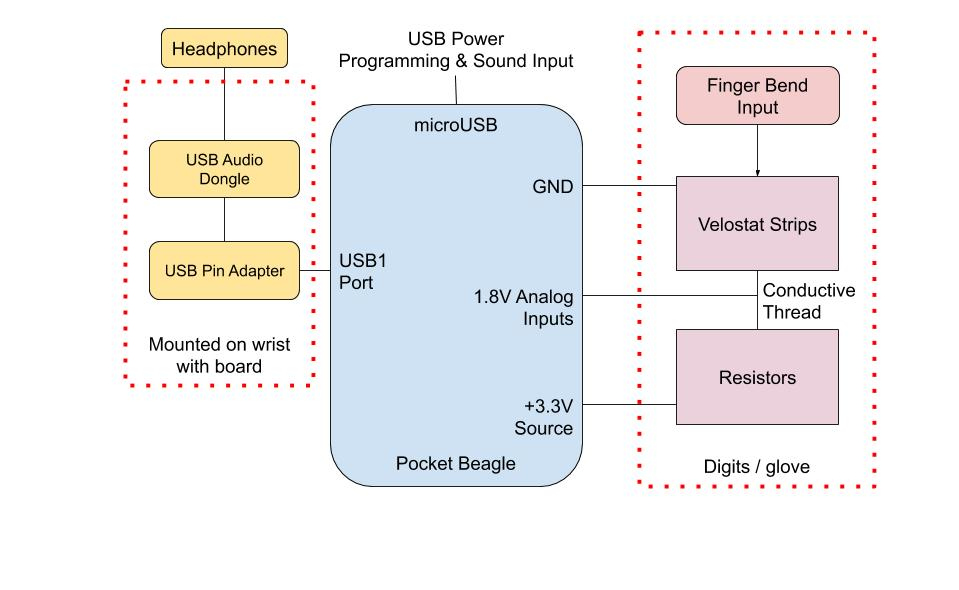 Headphones
USB Audio
Dongle
USB Pin Adapter
Mounted on wrist
with board
USB Power
Programming & Sound Input
microUSB
GND
USB1
Port
1.8V Analog
Inputs
+3.3V
Source
Pocket Beagle
Finger Bend
Input
Velostat Strips
Conductive
Thread
Resistors
Digits / glove